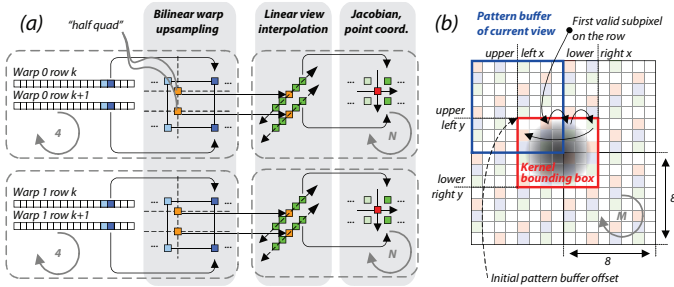 (a)
"half quad"
Bilinear warp
upsampling
Linear view
interpolation
Jacobian,
point coord.
Warp 0 row k
Warp 0 row k+1
4
...
...
...
...
N
...
...
Warp 1 row k
Warp 1 row k+1
4
...
...
...
...
N
...
...
(b)
Pattern buffer
of current view
First valid subpixel
on the row
upper
left x
lower
right x
upper
left y
lower
right y
Kernel
bounding box
M
8
8
Initial pattern buffer offset